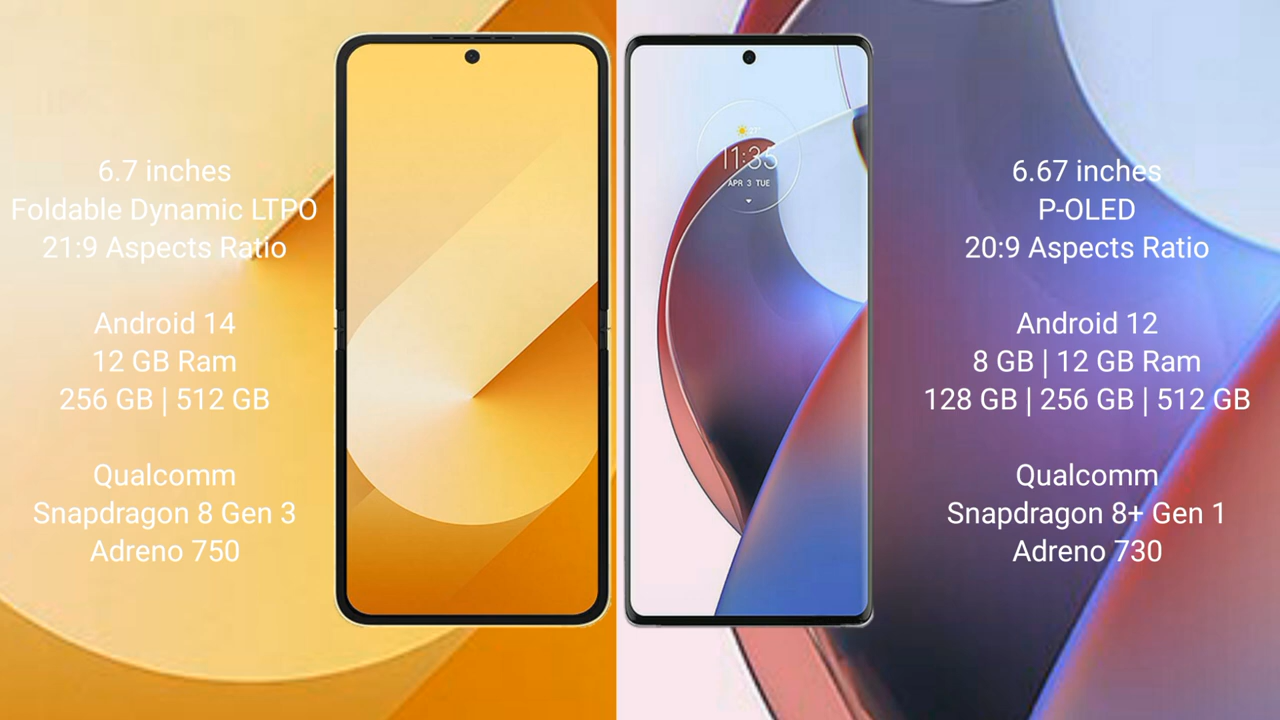 6.7 inches
Foldable Dynamic LTPO
21:9 Aspects Ratio
Android 14
12 GB Ram
256 GB | 512 GB
Qualcomm
Snapdragon 8 Gen 3
Adreno 750
11:35
APR 3 TUE
6.67 inches
P-OLED
20:9 Aspects Ratio
Android 12
8 GB | 12 GB Ram
128 GB | 256 GB | 512 GB
Qualcomm
Snapdragon 8+ Gen 1
Adreno 730